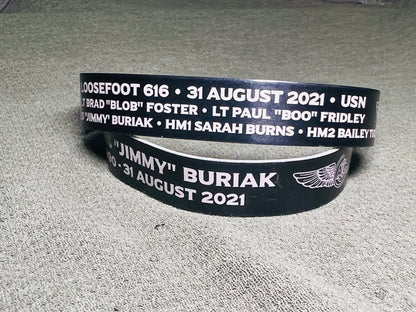 LOOSEFOOT 616 • 31 AUGUST 2021 • USN
LT BRAD "BLOB" FOSTER • LT PAUL "BOO" FRIDLEY
"JIMMY" BURIAK • HM1 SARAH BURNS • HM2 BAILEY
"JIMMY" BURIAK
- 31 AUGUST 2021